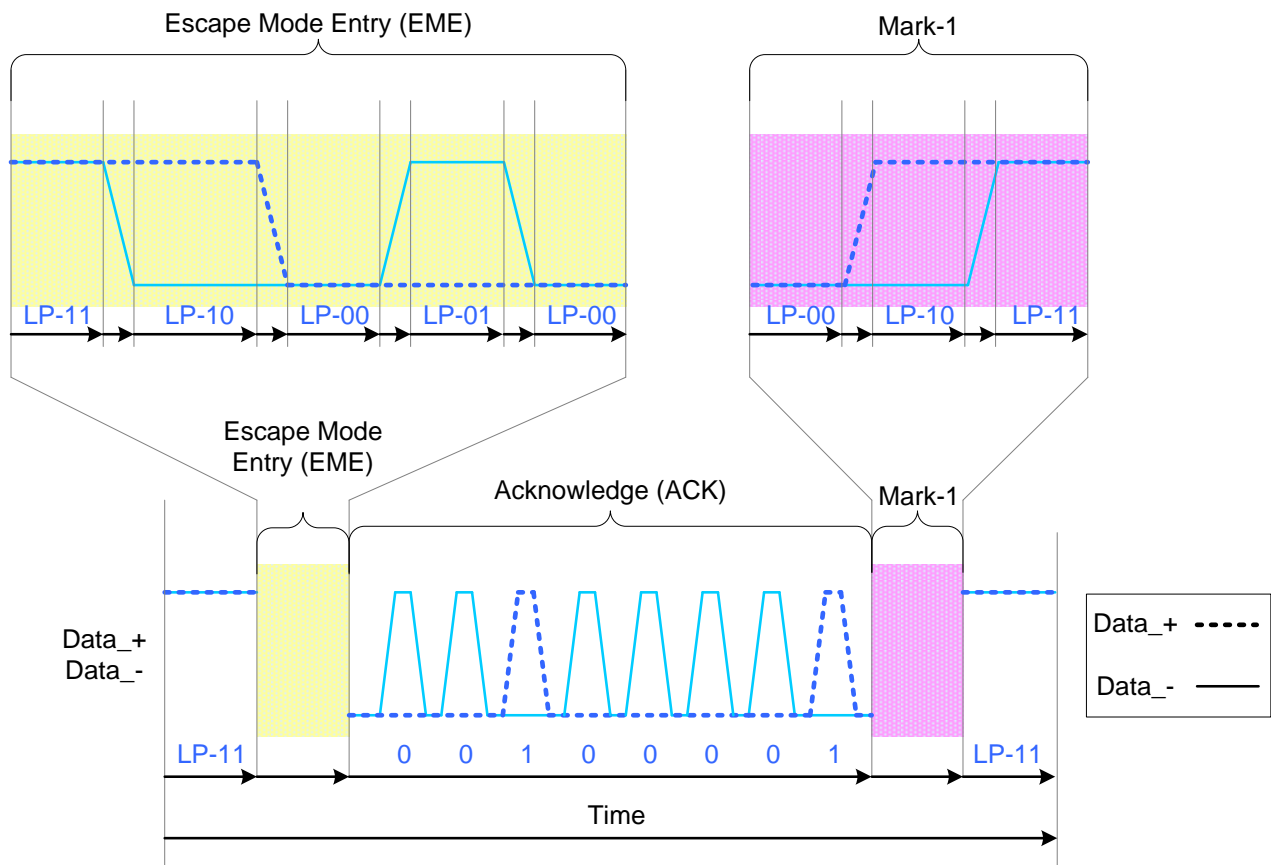 Escape Mode Entry (EME)
Mark-1
LP-11 LP-10 LP-00 LP-01 LP-00
LP-00 LP-10 LP-11
Escape Mode
Entry (EME)
Acknowledge (ACK)
Mark-1
Data_+
Data_-
Data_+
Data_-
LP-11 0 0 1 0 0 0 0 1 LP-11
Time